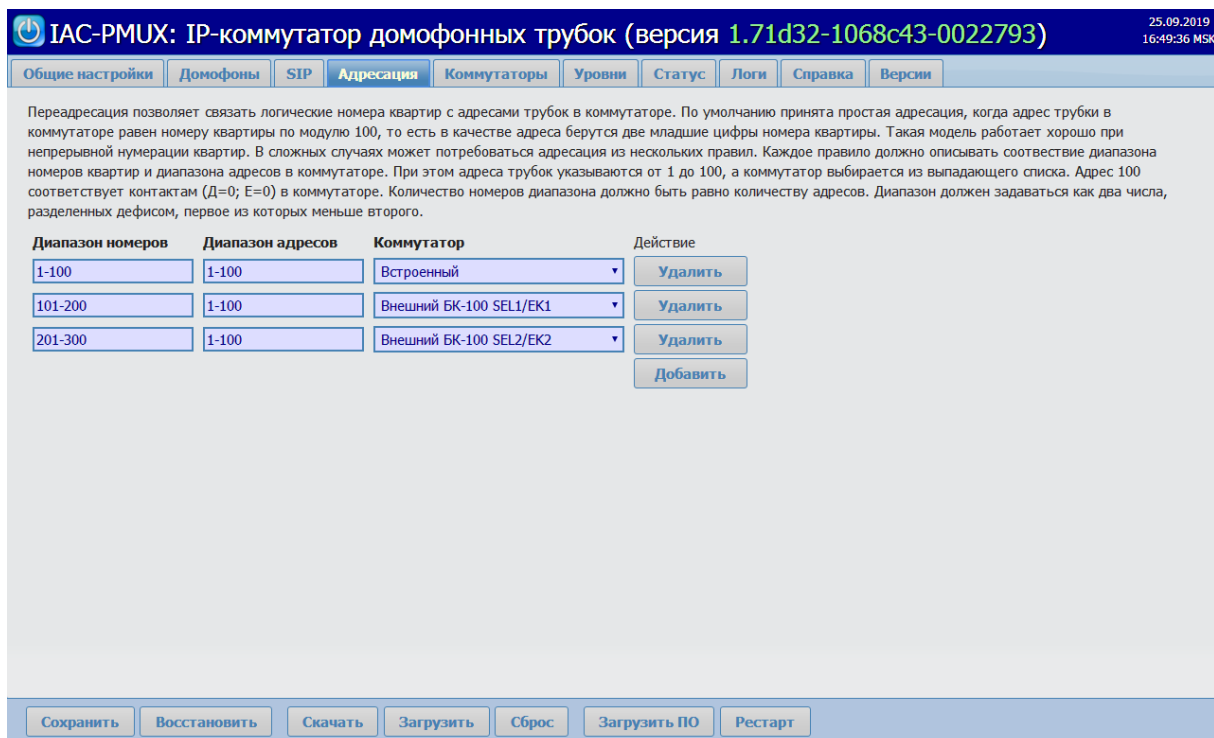 IAC-PMUX: IP-коммутатор домофонных трубок (версия 1.71d32-1068c43-0022793)
25.09.2019
16:49:36 MSK
Общие настройки Домофоны SIP Адресация Коммутаторы Уровни Статус Логи Справка Версии
Переадресация позволяет связать логические номера квартир с адресами трубок в коммутаторе. По умолчанию принята простая адресация, когда адрес трубки в
коммутаторе равен номеру квартиры по модулю 100, то есть в качестве адреса берутся две младшие цифры номера квартиры. Такая модель работает хорошо при
непрерывной нумерации квартир. В сложных случаях может потребоваться адресация из нескольких правил. Каждое правило должно описывать соотвествие диапазона
номеров квартир и диапазона адресов в коммутаторе. При этом адреса трубок указываются от 1 до 100, а коммутатор выбирается из выпадающего списка. Адрес 100
соответствует контактам (Д=0; Е=0) в коммутаторе. Количество номеров диапазона должно быть равно количеству адресов. Диапазон должен задаваться как два числа,
разделенных дефисом, первое из которых меньше второго.
Диапазон номеров Диапазон адресов Коммутатор Действие
1-100 1-100 Встроенный Удалить
101-200 1-100 Внешний БК-100 SEL1/EK1 Удалить
201-300 1-100 Внешний БК-100 SEL2/EK2 Удалить
Добавить
Сохранить Восстановить Скачать Загрузить Сброс Загрузить ПО Рестарт